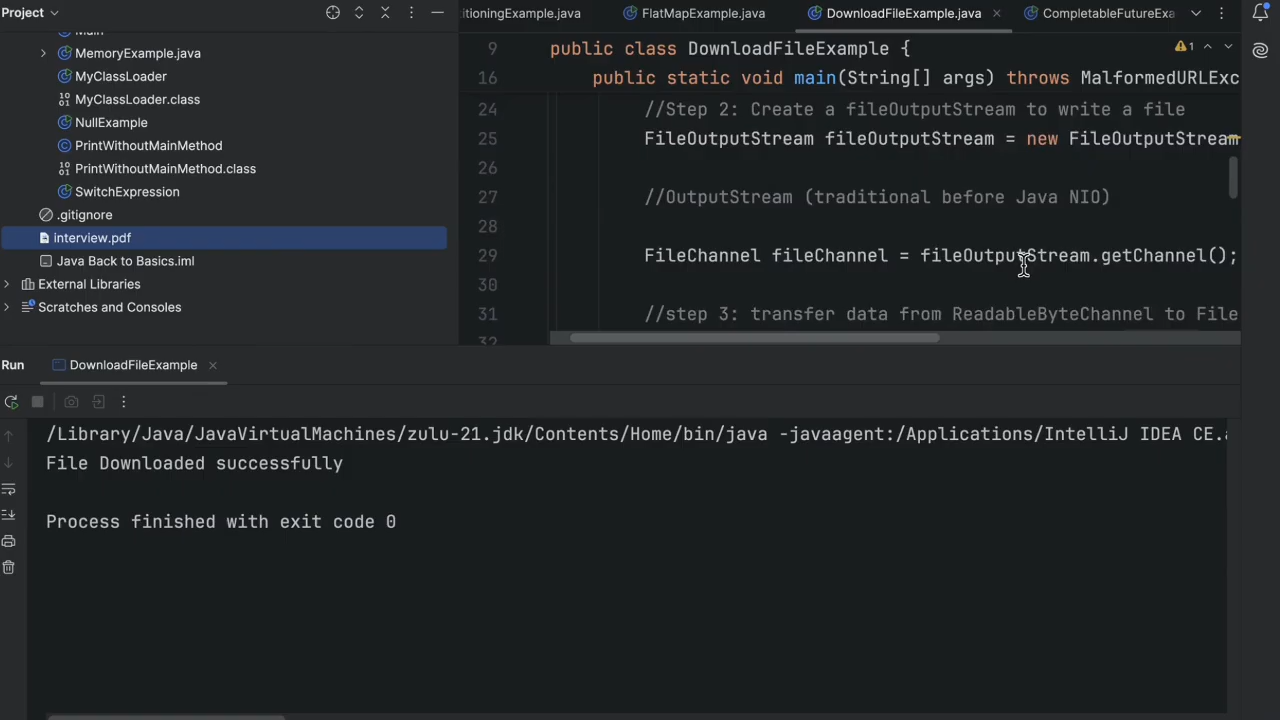 Project
Main
MemoryExample.java
MyClassLoader
MyClassLoader.class
NullExample
PrintWithoutMainMethod
PrintWithoutMainMethod.class
SwitchExpression
.gitignore
interview.pdf
Java Back to Basics.iml
External Libraries
Scratches and Consoles
itioningExample.java
FlatMapExample.java
DownloadFileExample.java
CompletableFutureExa
9 public class DownloadFileExample {
1
16 public static void main(String[] args) throws MalformedURLExc
24 //Step 2: Create a fileOutputStream to write a file
25 FileOutputStream fileOutputStream = new FileOutputStream
26
27 //OutputStream (traditional before Java NIO)
28
29 FileChannel fileChannel = fileOutputStream.getChannel();
30
31 //step 3: transfer data from ReadableByteChannel to File
32
Run DownloadFileExample
/Library/Java/JavaVirtualMachines/zulu-21.jdk/Contents/Home/bin/java -javaagent:/Applications/IntelliJ IDEA CE.a
File Downloaded successfully
Process finished with exit code 0